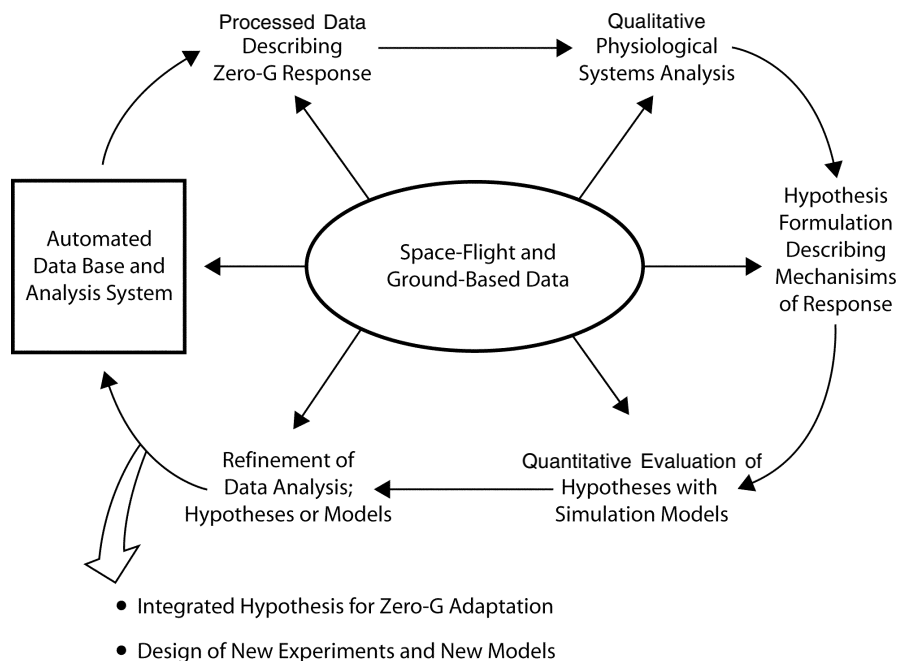 Processed Data
Describing
Zero-G Response
Qualitative
Physiological
Systems Analysis
Hypothesis
Formulation
Describing
Mechanisims
of Response
Automated
Data Base and
Analysis System
Space-Flight and
Ground-Based Data
Refinement of
Data Analysis;
Hypotheses or Models
Quantitative Evaluation of
Hypotheses with
Simulation Models
• Integrated Hypothesis for Zero-G Adaptation
• Design of New Experiments and New Models